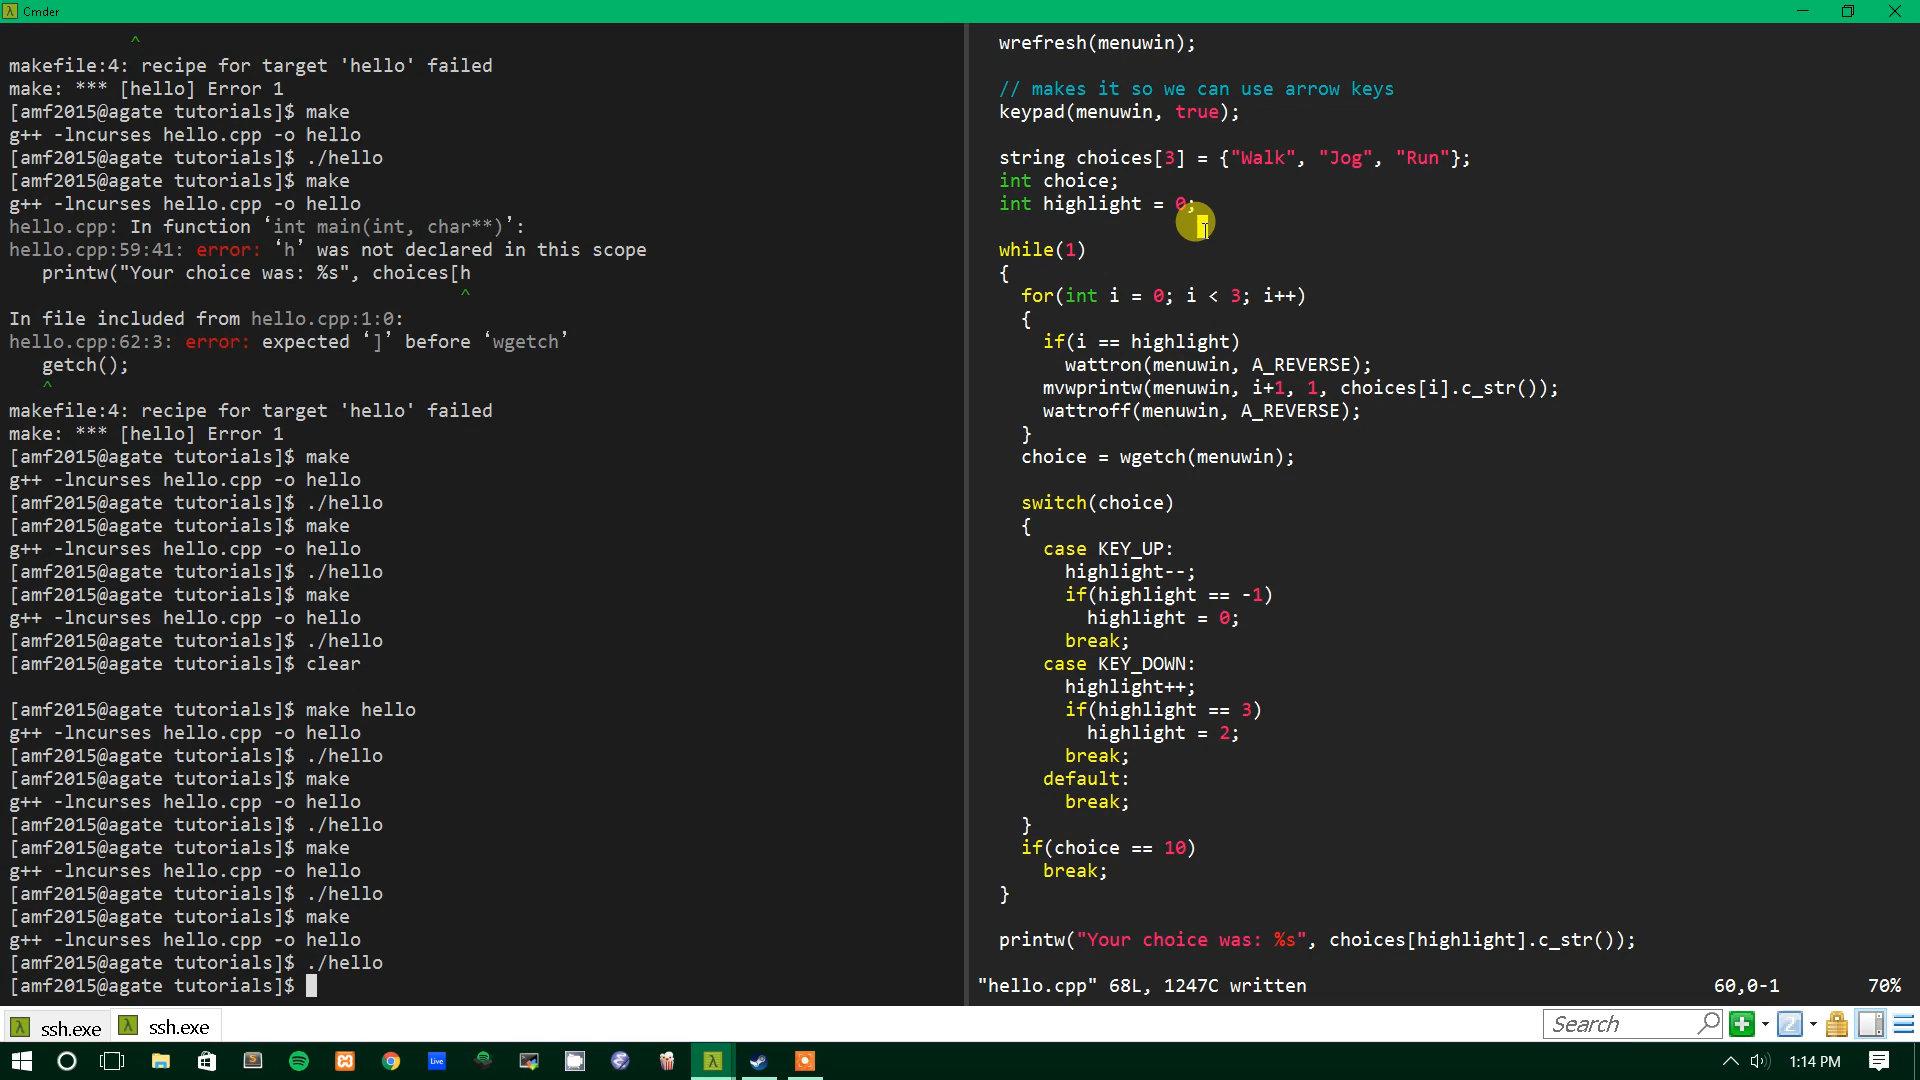 Cmder
^
makefile:4: recipe for target 'hello' failed
make: *** [hello] Error 1
[amf2015@agate tutorials]$ make
g++ -lncurses hello.cpp -o hello
[amf2015@agate tutorials]$ ./hello
[amf2015@agate tutorials]$ make
g++ -lncurses hello.cpp -o hello
hello.cpp: In function ‘int main(int, char**)’:
hello.cpp:59:41: error: ‘h’ was not declared in this scope
printw("Your choice was: %s", choices[h
^
In file included from hello.cpp:1:0:
hello.cpp:62:3: error: expected ‘]’ before ‘wgetch’
getch();
^
makefile:4: recipe for target 'hello' failed
make: *** [hello] Error 1
[amf2015@agate tutorials]$ make
g++ -lncurses hello.cpp -o hello
[amf2015@agate tutorials]$ ./hello
[amf2015@agate tutorials]$ make
g++ -lncurses hello.cpp -o hello
[amf2015@agate tutorials]$ ./hello
[amf2015@agate tutorials]$ make
g++ -lncurses hello.cpp -o hello
[amf2015@agate tutorials]$ ./hello
[amf2015@agate tutorials]$ clear
[amf2015@agate tutorials]$ make hello
g++ -lncurses hello.cpp -o hello
[amf2015@agate tutorials]$ ./hello
[amf2015@agate tutorials]$ make
g++ -lncurses hello.cpp -o hello
[amf2015@agate tutorials]$ ./hello
[amf2015@agate tutorials]$ make
g++ -lncurses hello.cpp -o hello
[amf2015@agate tutorials]$ ./hello
[amf2015@agate tutorials]$ make
g++ -lncurses hello.cpp -o hello
[amf2015@agate tutorials]$ ./hello
[amf2015@agate tutorials]$
wrefresh(menuwin);
// makes it so we can use arrow keys
keypad(menuwin, true);
string choices[3] = {"Walk", "Jog", "Run"};
int choice;
int highlight = 0;
while(1)
{
for(int i = 0; i < 3; i++)
{
if(i == highlight)
wattron(menuwin, A_REVERSE);
mvwprintw(menuwin, i+1, 1, choices[i].c_str());
wattroff(menuwin, A_REVERSE);
}
choice = wgetch(menuwin);
switch(choice)
{
case KEY_UP:
highlight--;
if(highlight == -1)
highlight = 0;
break;
case KEY_DOWN:
highlight++;
if(highlight == 3)
highlight = 2;
break;
default:
break;
}
if(choice == 10)
break;
}
printw("Your choice was: %s", choices[highlight].c_str());
"hello.cpp" 68L, 1247C written 60,0-1 70%
ssh.exe ssh.exe Search
Live 1:14 PM